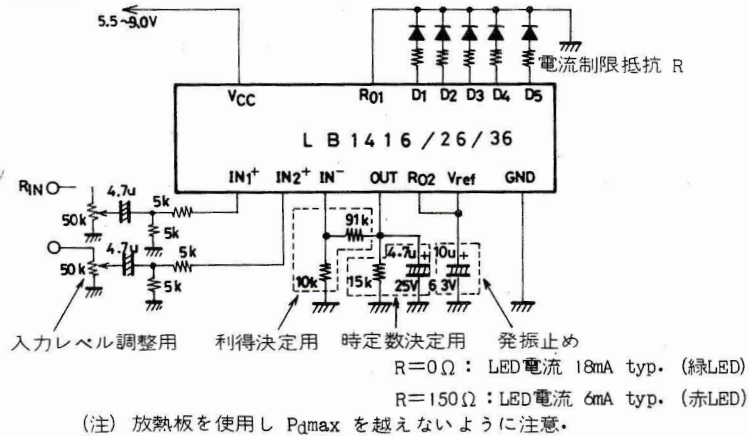 5.5~9.0V
電流制限抵抗 R
VCC R01 D1 D2 D3 D4 D5
LB1416/26/36
IN1+ IN2+ IN- OUT R02 Vref GND
RIN
4.7u
5k
50k
5k
4.7u
5k
50k
5k
91k
10k
15k
4.7u +
25V
10u +
6.3V
入力レベル調整用 利得決定用 時定数決定用 発振止め
R=0Ω:LED電流 18mA typ. (緑LED)
R=150Ω:LED電流 6mA typ. (赤LED)
(注) 放熱板を使用し Pdmax を越えないように注意.